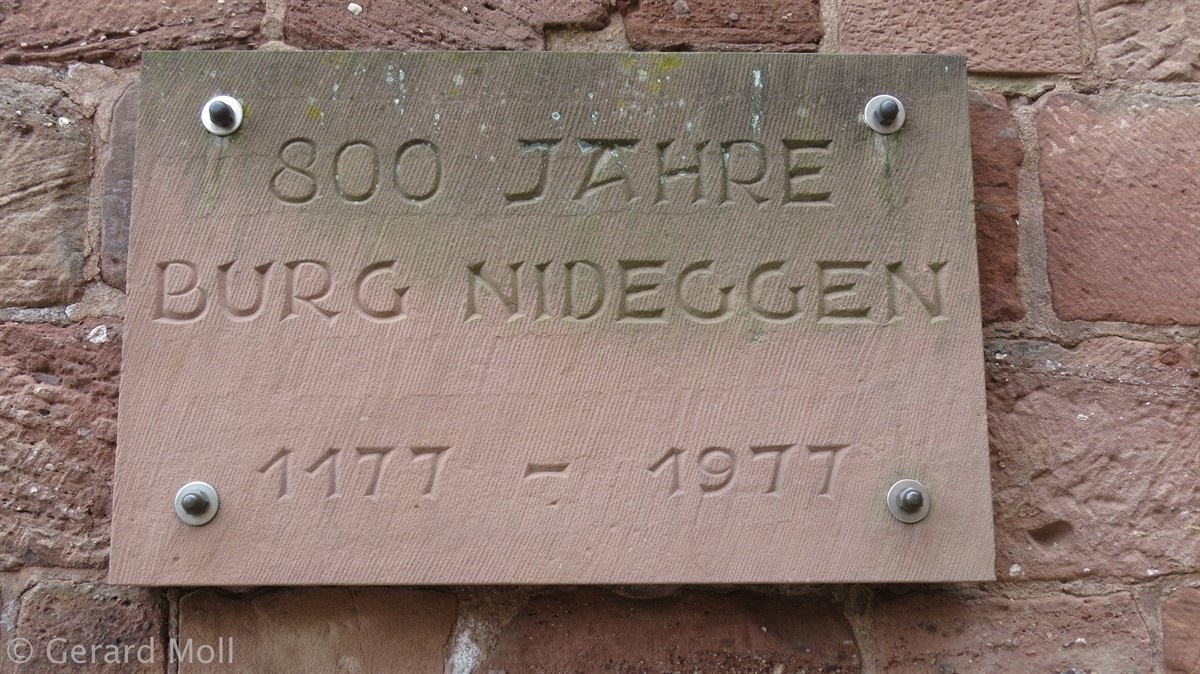 800 JAHRE
BURG NIDEGGEN
1177 - 1977
© Gerard Moll